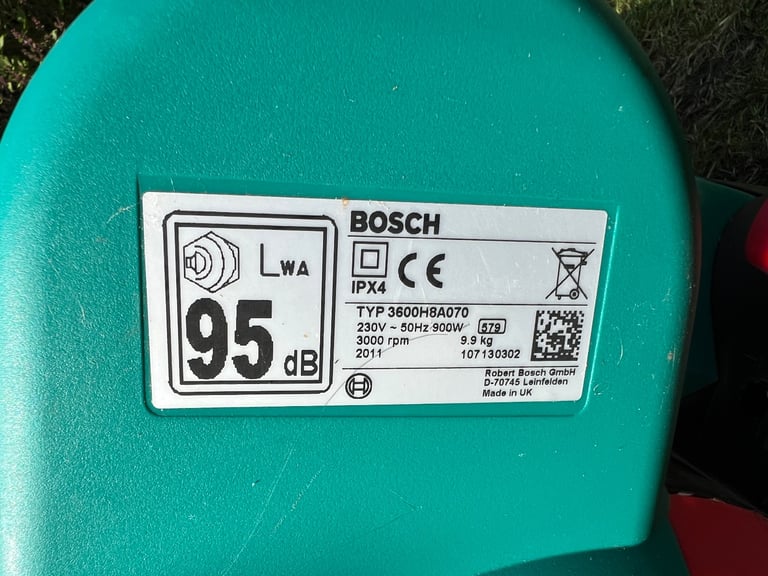 BOSCH
LWA
95 dB
IPX4
CE
TYP 3600H8A070
230V ~ 50Hz 900W 579
3000 rpm 9.9 kg
2011 107130302
Robert Bosch GmbH
D-70745 Leinfelden
Made in UK